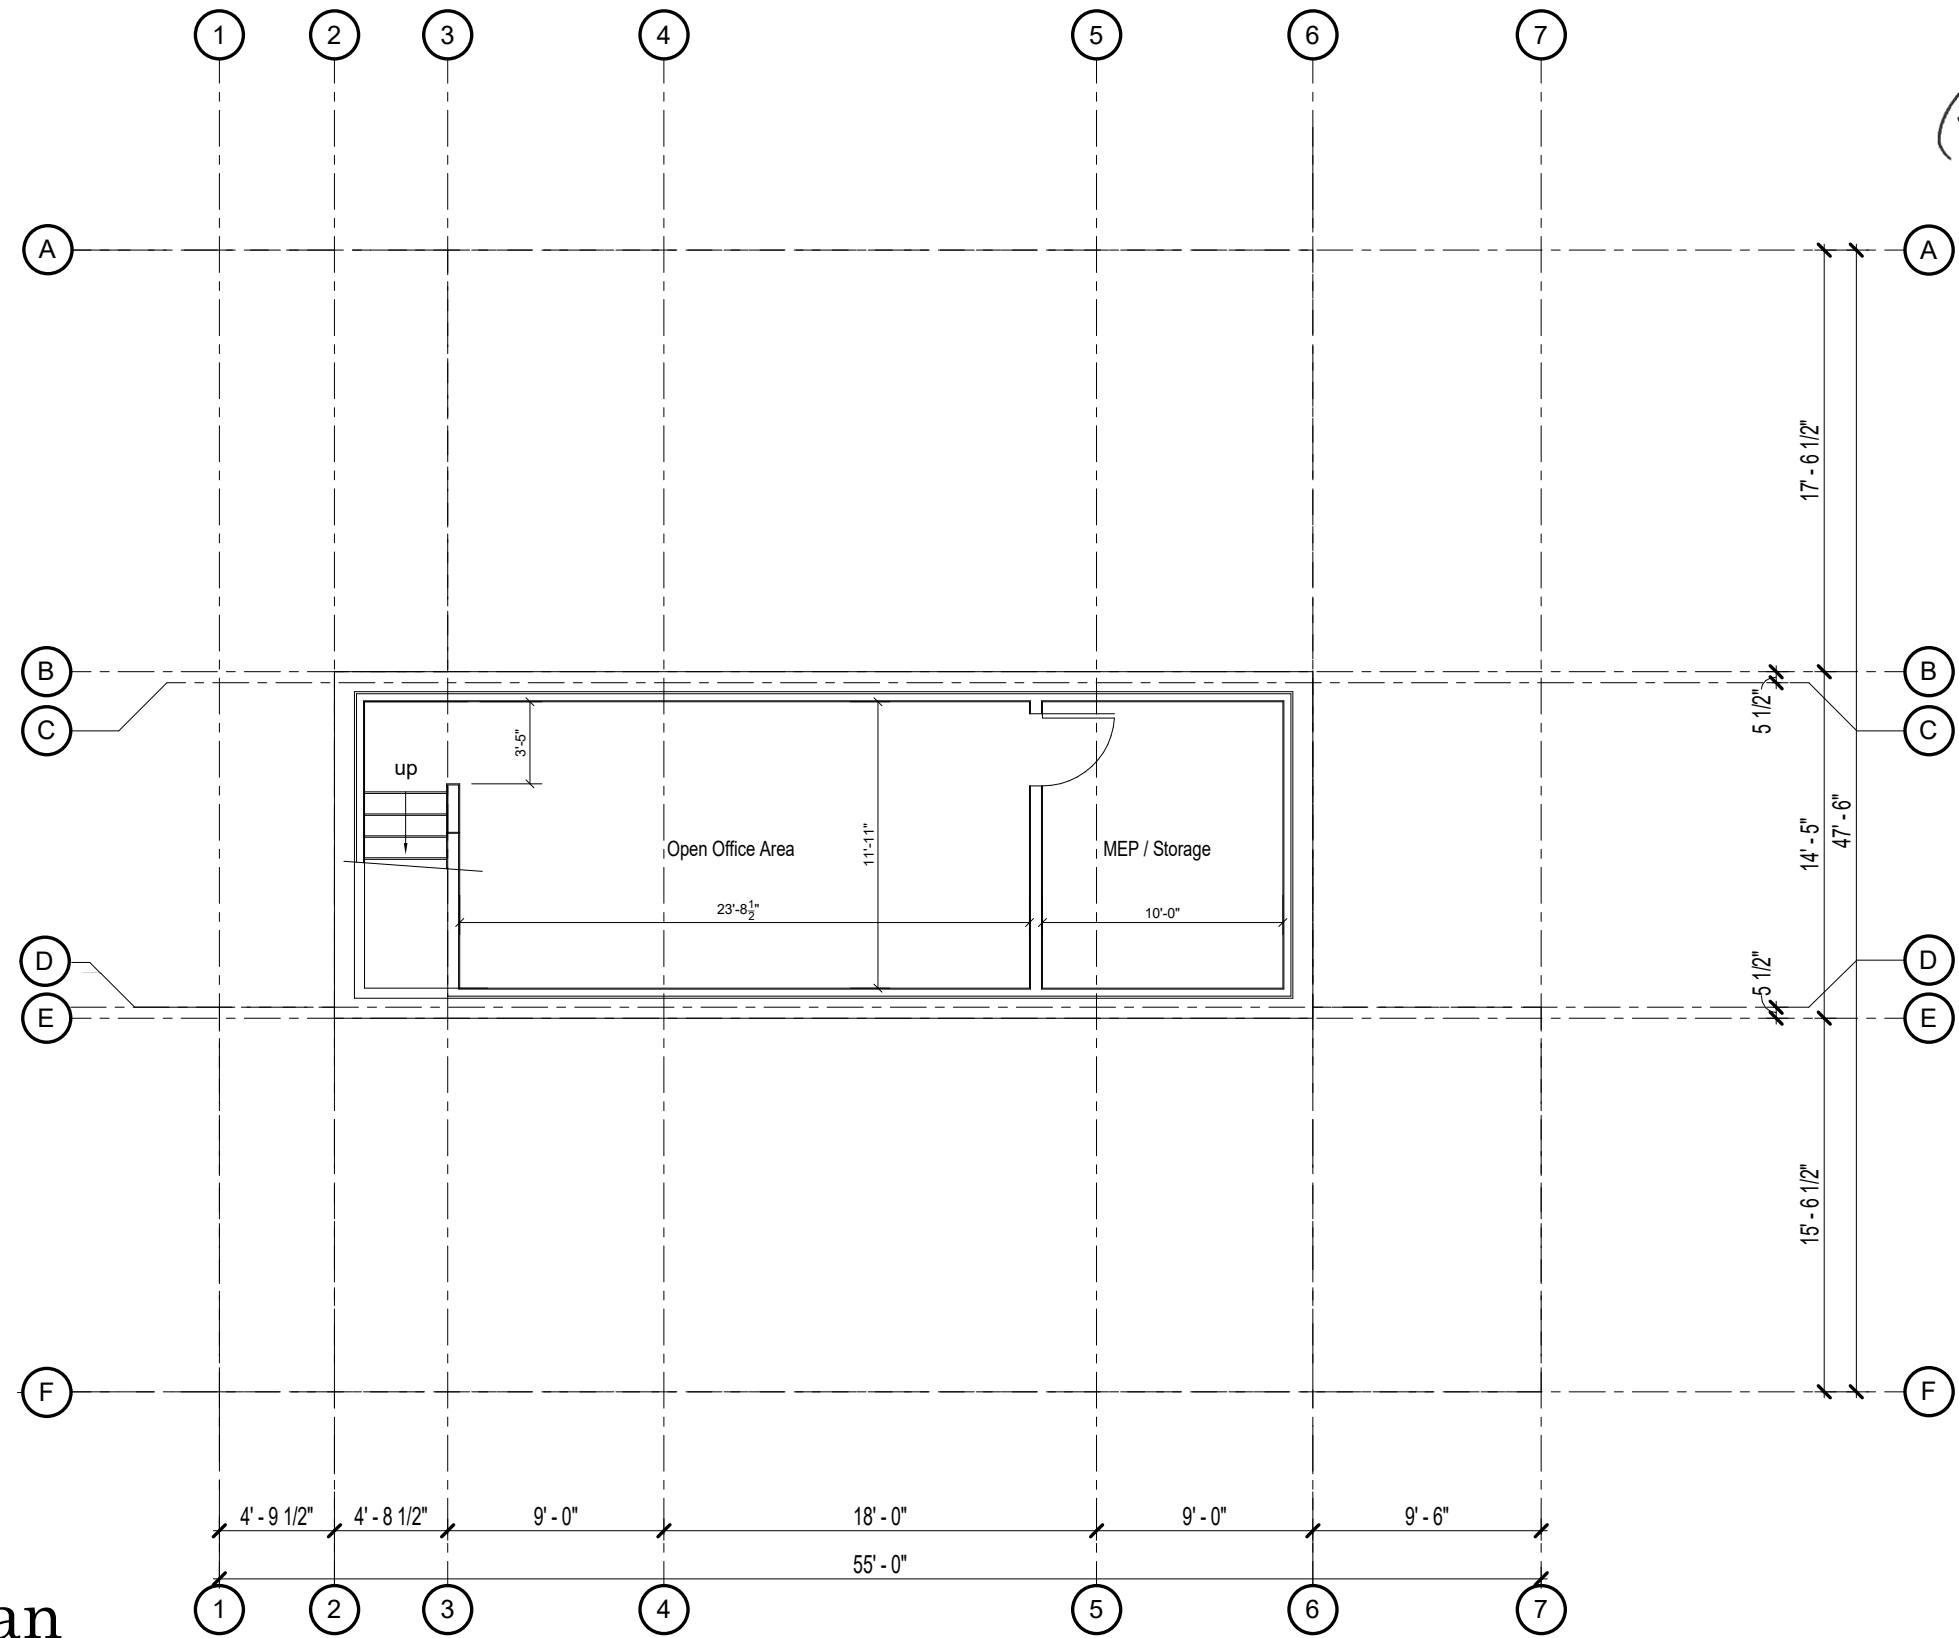 1 2 3 4 5 6 7
A A
17' - 6 1/2"
B B
5 1/2"
C C
3'-5"
up
47' - 6"
14' - 5"
11'-11"
Open Office Area
MEP / Storage
23'-8 1/2"
10'-0"
D D
5 1/2"
E E
15' - 6 1/2"
F F
4' - 9 1/2" 4' - 8 1/2" 9' - 0" 18' - 0" 9' - 0" 9' - 6"
55' - 0"
1 2 3 4 5 6 7
an